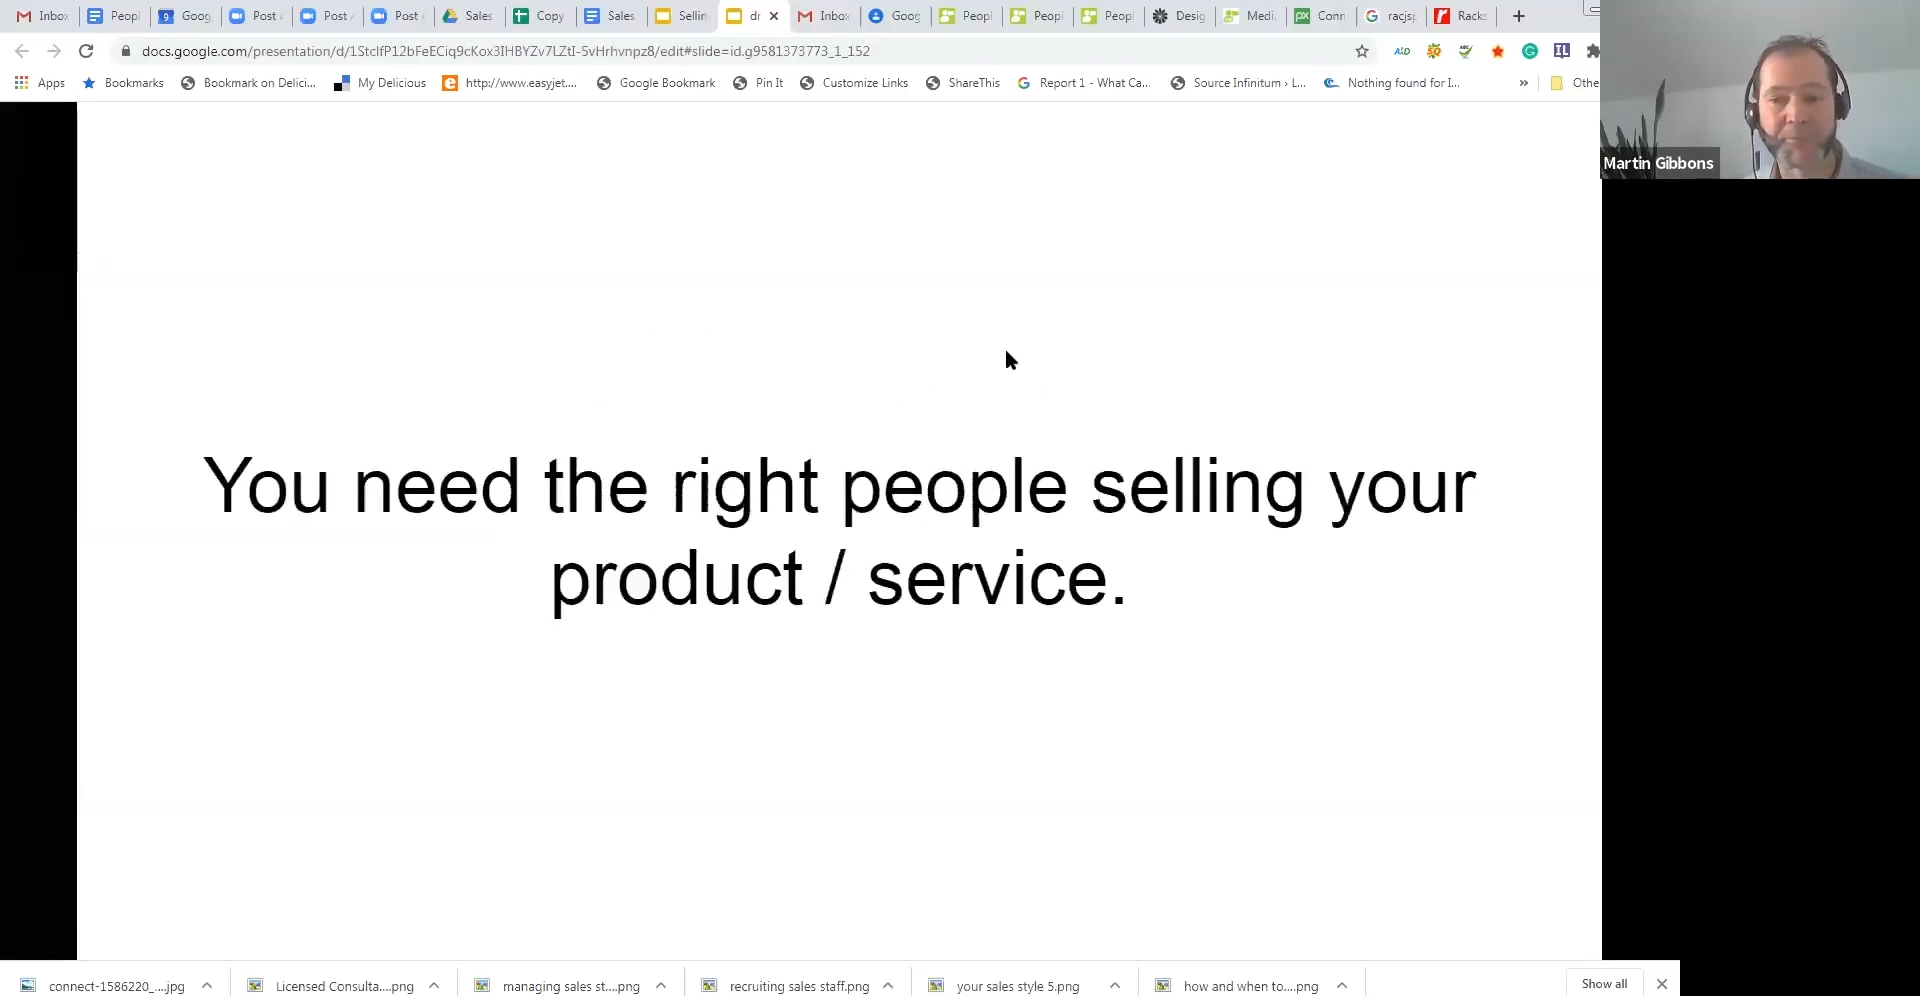 Inbox Peopl Goog Post Post Post Sales Copy Sales Sellin dr Inbox Goog Peopl Peopl Peopl Desig Medi Conn racjsp Racks
docs.google.com/presentation/d/1StcIfP12bFeECiq9cKox3IHBYZv7LZtI-5vHrhvnpz8/edit#slide=id.g9581373773_1_152
Apps Bookmarks Bookmark on Delici... My Delicious http://www.easyjet.... Google Bookmark Pin It Customize Links ShareThis Report 1 - What Ca... Source Infinitum › L... Nothing found for I... » Othe
Martin Gibbons
You need the right people selling your
product / service.
connect-1586220_....jpg Licensed Consulta....png managing sales st....png recruiting sales staff.png your sales style 5.png how and when to....png Show all